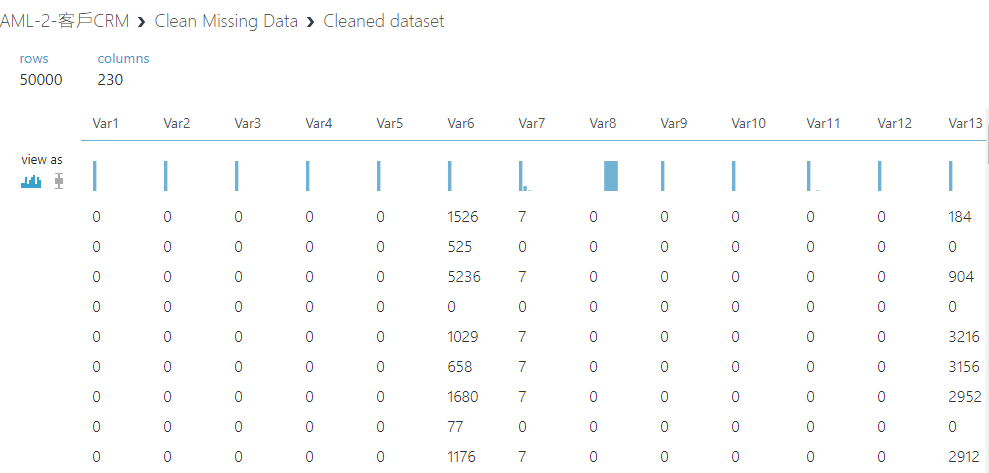 AML-2-客戶CRM › Clean Missing Data › Cleaned dataset
rows columns
50000 230
Var1 Var2 Var3 Var4 Var5 Var6 Var7 Var8 Var9 Var10 Var11 Var12 Var13
view as
0 0 0 0 0 1526 7 0 0 0 0 0 184
0 0 0 0 0 525 0 0 0 0 0 0 0
0 0 0 0 0 5236 7 0 0 0 0 0 904
0 0 0 0 0 0 0 0 0 0 0 0 0
0 0 0 0 0 1029 7 0 0 0 0 0 3216
0 0 0 0 0 658 7 0 0 0 0 0 3156
0 0 0 0 0 1680 7 0 0 0 0 0 2952
0 0 0 0 0 77 0 0 0 0 0 0 0
0 0 0 0 0 1176 7 0 0 0 0 0 2912